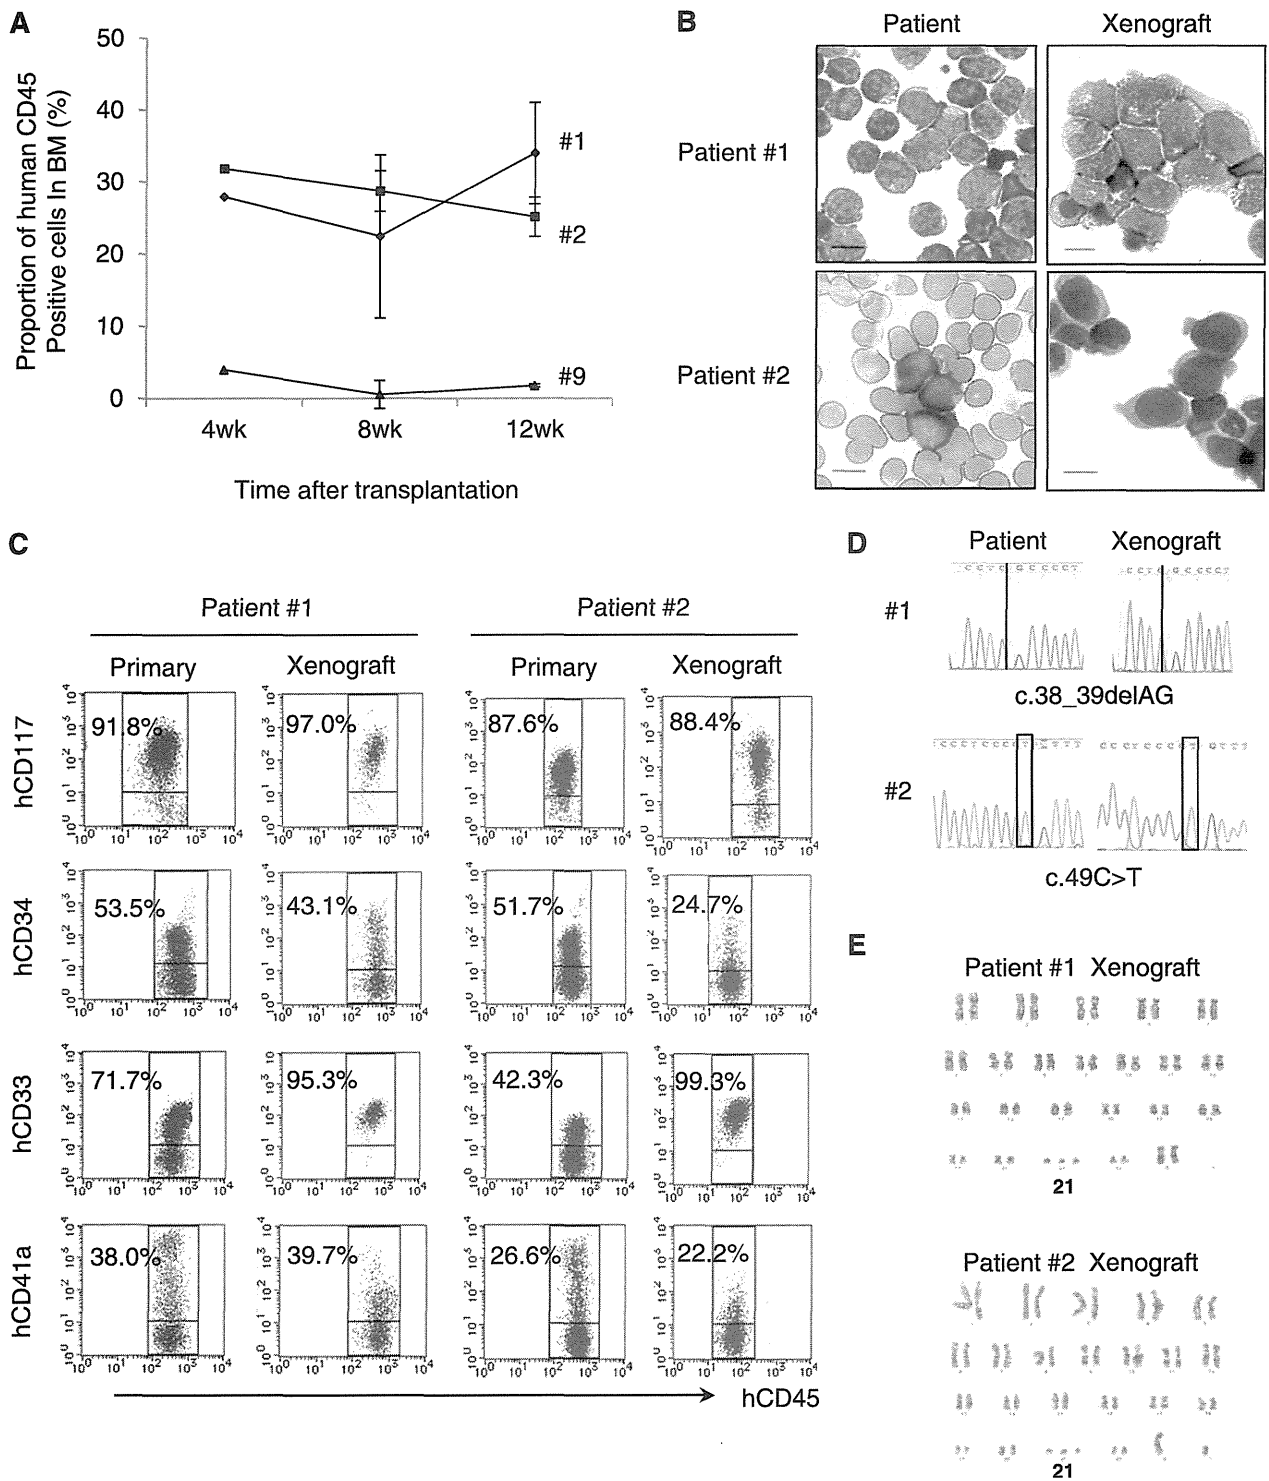 A
Proportion of human CD45
Positive cells In BM (%)
50
40
30
20
10
0
#1
#2
#9
4wk 8wk 12wk
Time after transplantation
B
Patient Xenograft
Patient #1
Patient #2
C
Patient #1 Patient #2
Primary Xenograft Primary Xenograft
hCD117
91.8% 97.0% 87.6% 88.4%
hCD34
53.5% 43.1% 51.7% 24.7%
hCD33
71.7% 95.3% 42.3% 99.3%
hCD41a
38.0% 39.7% 26.6% 22.2%
hCD45
D
Patient Xenograft
#1
c.38_39delAG
#2
c.49C>T
E
Patient #1 Xenograft
21
Patient #2 Xenograft
21